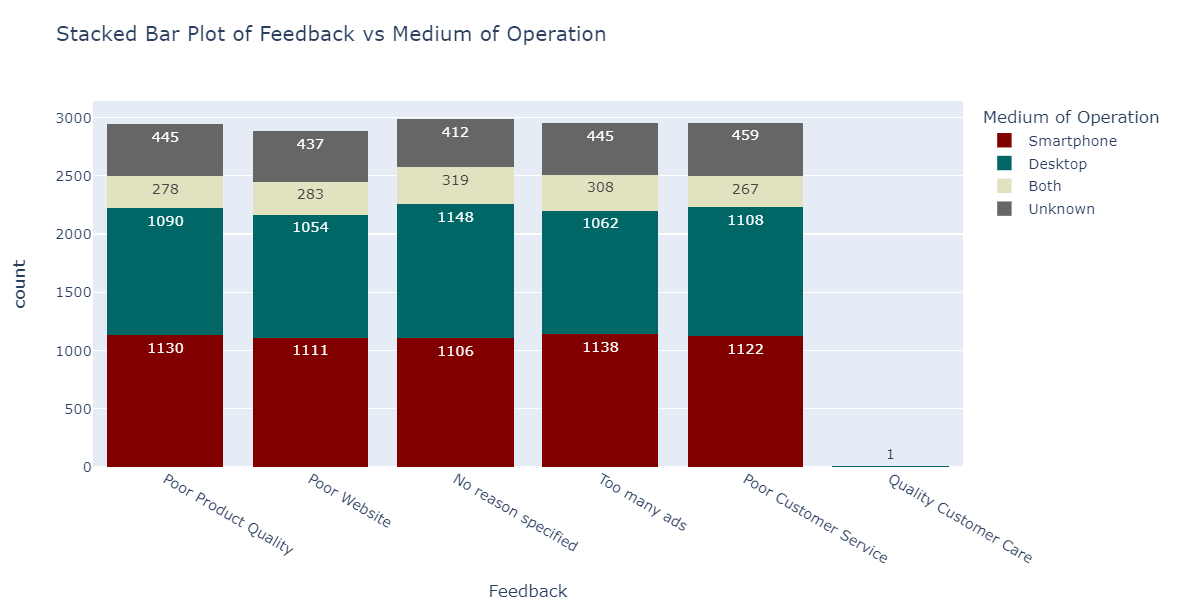 Stacked Bar Plot of Feedback vs Medium of Operation
count
3000
2500
2000
1500
1000
500
0
445
437
412
445
459
278
283
319
308
267
1090
1054
1148
1062
1108
1130
1111
1106
1138
1122
1
Poor Product Quality
Poor Website
No reason specified
Too many ads
Poor Customer Service
Quality Customer Care
Feedback
Medium of Operation
Smartphone
Desktop
Both
Unknown